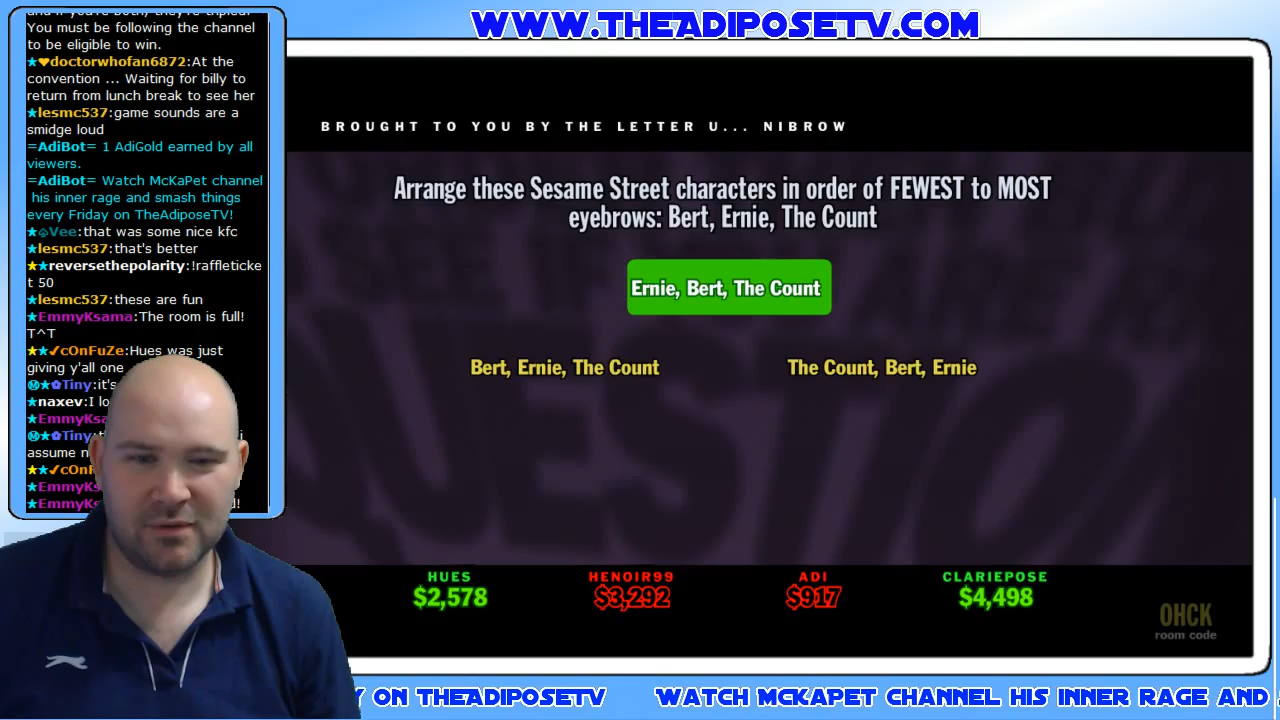 WWW.THEADIPOSETV.COM
and if you're both, they're tripled!
You must be following the channel
to be eligible to win.
doctorwhofan6872:At the
convention ... Waiting for billy to
return from lunch break to see her
lesmc537:game sounds are a
smidge loud
=AdiBot= 1 AdiGold earned by all
viewers.
=AdiBot= Watch McKaPet channel
his inner rage and smash things
every Friday on TheAdiposeTV!
Vee:that was some nice kfc
lesmc537:that's better
reversethepolarity:!raffleticke
t 50
lesmc537:these are fun
EmmyKsama:The room is full!
T^T
cOnFuZe:Hues was just
giving y'all one
Tiny:it's
naxev:I lo
EmmyKsa
Tiny:t
assume n
cOnF
EmmyKs
EmmyKs d!
BROUGHT TO YOU BY THE LETTER U... NIBROW
Arrange these Sesame Street characters in order of FEWEST to MOST
eyebrows: Bert, Ernie, The Count
Ernie, Bert, The Count
Bert, Ernie, The Count
The Count, Bert, Ernie
HUES
$2,578
HENOIR99
$3,292
ADI
$917
CLARIEPOSE
$4,498
OHCK
room code
Y ON THEADIPOSETV WATCH MCKAPET CHANNEL HIS INNER RAGE AND